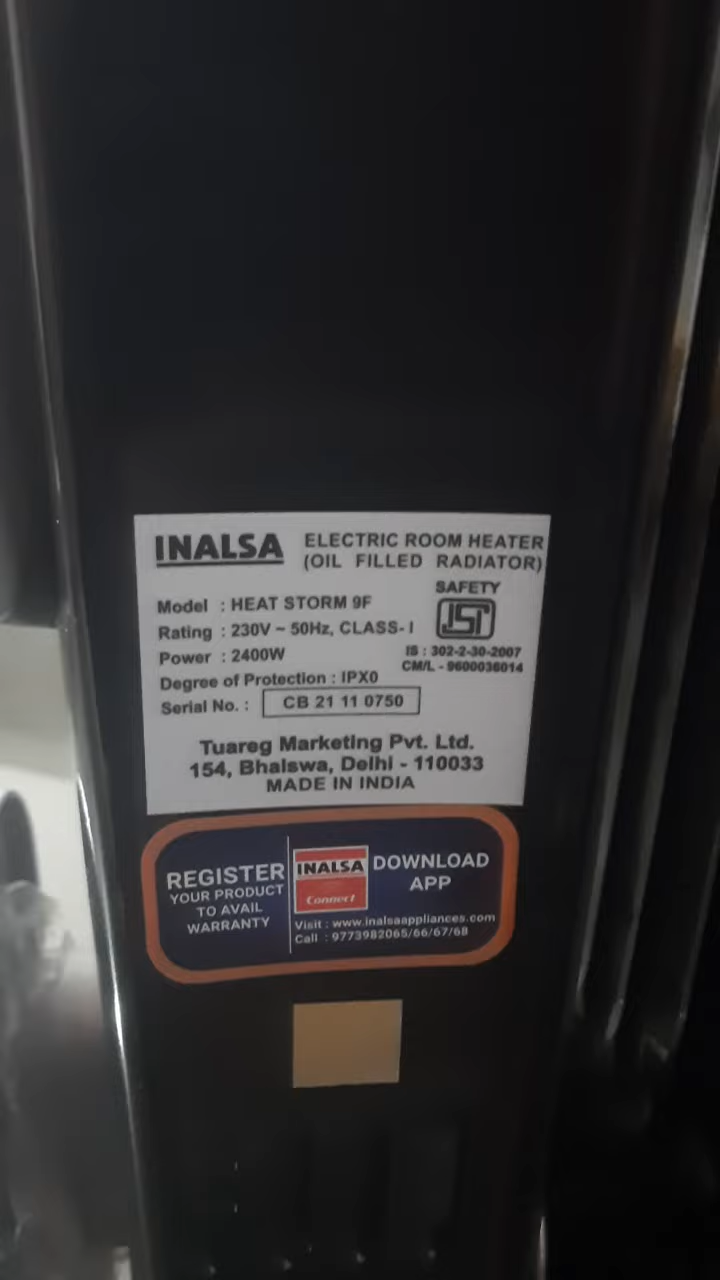 INALSA ELECTRIC ROOM HEATER
(OIL FILLED RADIATOR)
SAFETY
ISI
Model : HEAT STORM 9F
Rating : 230V ~ 50Hz, CLASS-I
Power : 2400W
IS : 302-2-30-2007
CM/L - 9600036014
Degree of Protection : IPX0
Serial No. : CB 21 11 0750
Tuareg Marketing Pvt. Ltd.
154, Bhalswa, Delhi - 110033
MADE IN INDIA
REGISTER
YOUR PRODUCT
TO AVAIL
WARRANTY
INALSA
Connect
DOWNLOAD
APP
Visit : www.inalsaappliances.com
Call : 9773982065/66/67/68